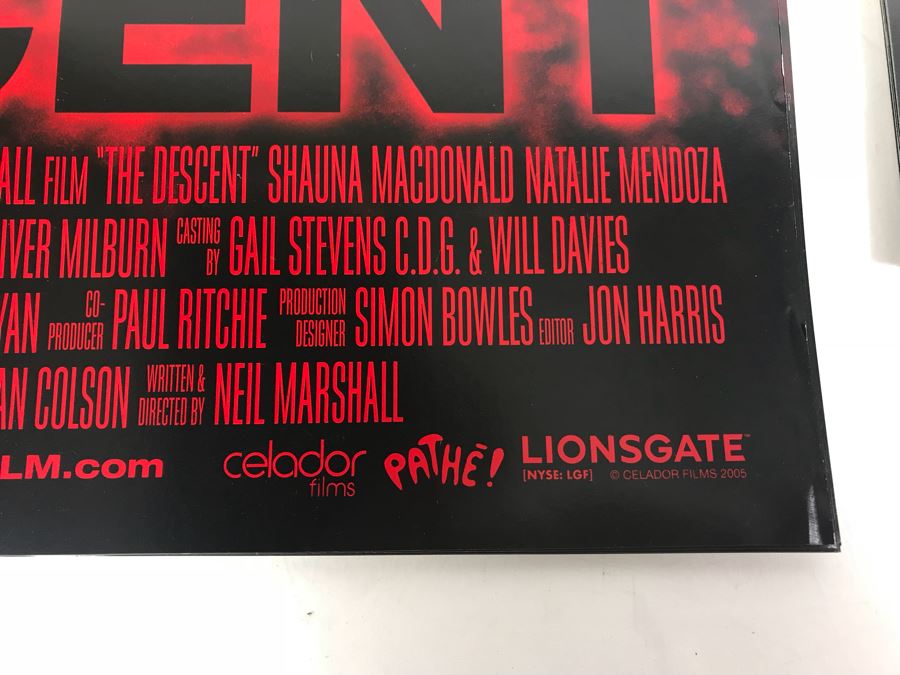 CENT
ALL FILM "THE DESCENT" SHAUNA MACDONALD NATALIE MENDOZA
IVER MILBURN CASTING BY GAIL STEVENS C.D.G. & WILL DAVIES
YAN CO-PRODUCER PAUL RITCHIE PRODUCTION DESIGNER SIMON BOWLES EDITOR JON HARRIS
AN COLSON WRITTEN & DIRECTED BY NEIL MARSHALL
LM.com celador films PATHÈ! LIONSGATE™
[NYSE: LGF] © CELADOR FILMS 2005